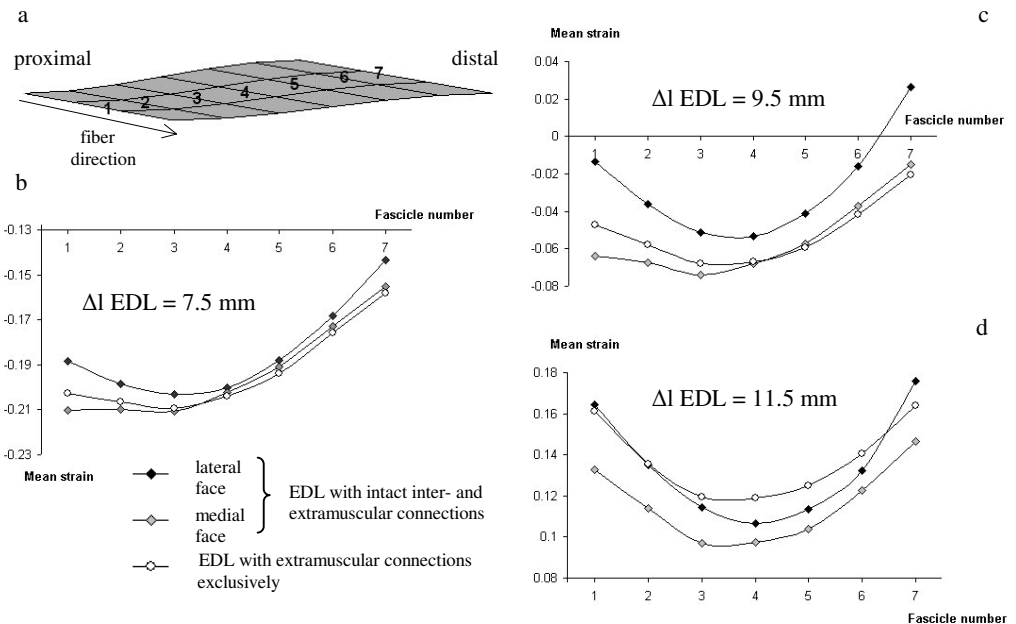 a
proximal
distal
1 2 3 4 5 6 7
fiber
direction
b
Fascicle number
-0.13
1 2 3 4 5 6 7
-0.15
Δl EDL = 7.5 mm
-0.17
-0.19
-0.21
-0.23
Mean strain
lateral
face
medial
face
EDL with intact inter- and
extramuscular connections
EDL with extramuscular connections
exclusively
c
Mean strain
0.04
Δl EDL = 9.5 mm
0.02
Fascicle number
0
1 2 3 4 5 6 7
-0.02
-0.04
-0.06
-0.08
d
Mean strain
0.18
Δl EDL = 11.5 mm
0.16
0.14
0.12
0.1
0.08
1 2 3 4 5 6 7
Fascicle number